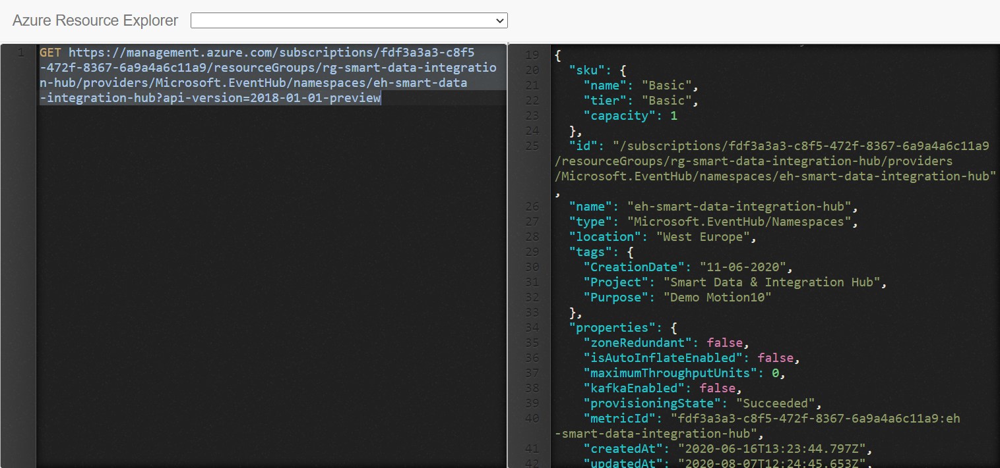 Azure Resource Explorer
1 GET https://management.azure.com/subscriptions/fdf3a3a3-c8f5
-472f-8367-6a9a4a6c11a9/resourceGroups/rg-smart-data-integratio
n-hub/providers/Microsoft.EventHub/namespaces/eh-smart-data
-integration-hub?api-version=2018-01-01-preview
19 {
20 "sku": {
21 "name": "Basic",
22 "tier": "Basic",
23 "capacity": 1
24 },
25 "id": "/subscriptions/fdf3a3a3-c8f5-472f-8367-6a9a4a6c11a9
/resourceGroups/rg-smart-data-integration-hub/providers
/Microsoft.EventHub/namespaces/eh-smart-data-integration-hub"
,
26 "name": "eh-smart-data-integration-hub",
27 "type": "Microsoft.EventHub/Namespaces",
28 "location": "West Europe",
29 "tags": {
30 "CreationDate": "11-06-2020",
31 "Project": "Smart Data & Integration Hub",
32 "Purpose": "Demo Motion10"
33 },
34 "properties": {
35 "zoneRedundant": false,
36 "isAutoInflateEnabled": false,
37 "maximumThroughputUnits": 0,
38 "kafkaEnabled": false,
39 "provisioningState": "Succeeded",
40 "metricId": "fdf3a3a3-c8f5-472f-8367-6a9a4a6c11a9:eh
-smart-data-integration-hub",
41 "createdAt": "2020-06-16T13:23:44.797Z",
42 "updatedAt": "2020-08-07T12:24:45.653Z",